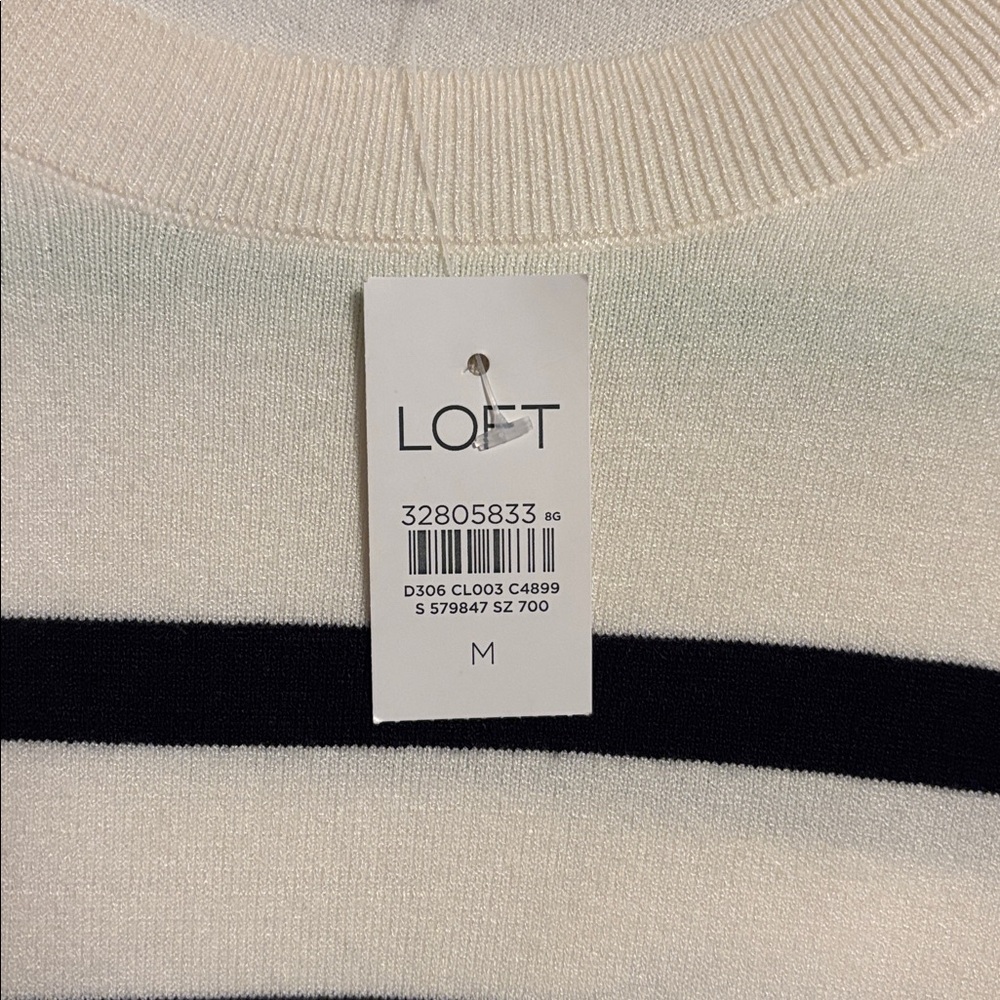 LOFT
32805833 8G
D306 CL003 C4899
S 579847 SZ 700
M